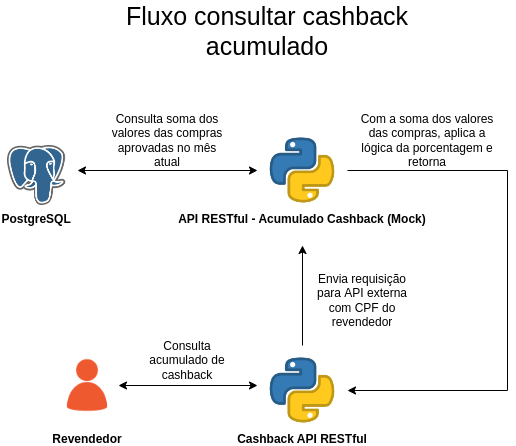 Fluxo consultar cashback
acumulado
Consulta soma dos
valores das compras
aprovadas no mês
atual
Com a soma dos valores
das compras, aplica a
lógica da porcentagem e
retorna
PostgreSQL
API RESTful - Acumulado Cashback (Mock)
Envia requisição
para API externa
com CPF do
revendedor
Consulta
acumulado de
cashback
Revendedor
Cashback API RESTful